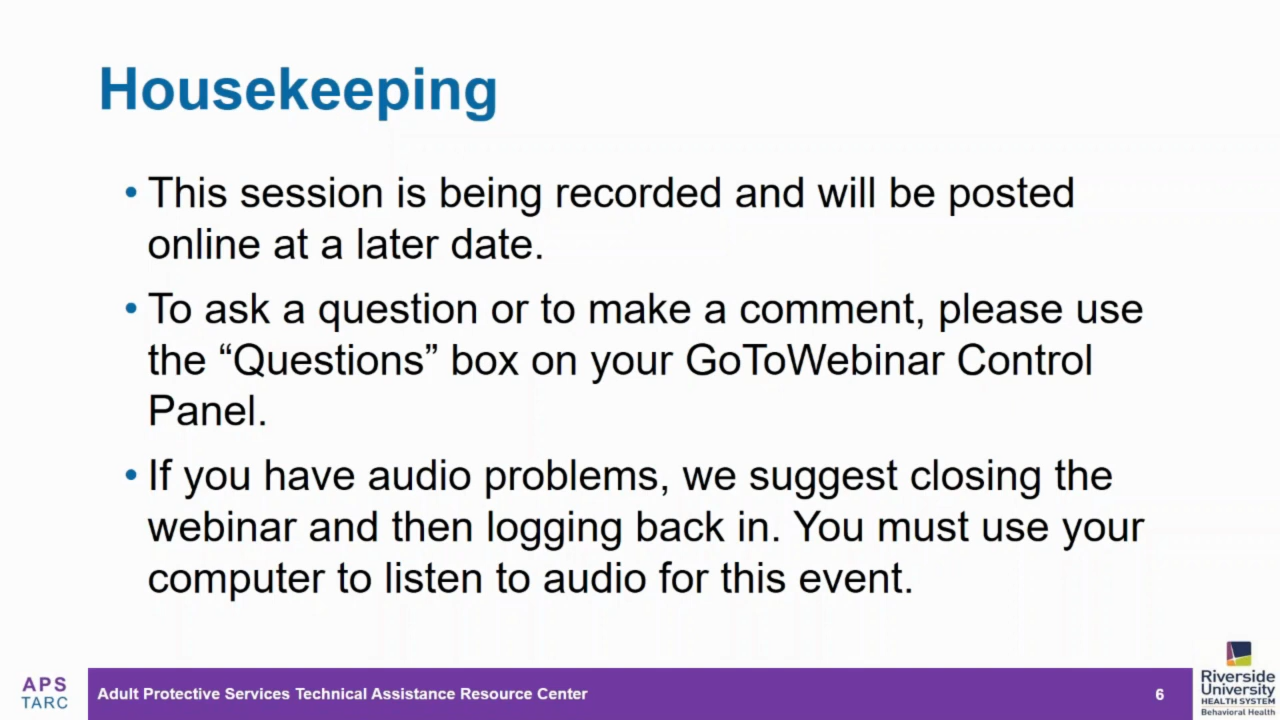 Housekeeping
• This session is being recorded and will be posted
online at a later date.
• To ask a question or to make a comment, please use
the “Questions” box on your GoToWebinar Control
Panel.
• If you have audio problems, we suggest closing the
webinar and then logging back in. You must use your
computer to listen to audio for this event.
APS
TARC
Adult Protective Services Technical Assistance Resource Center
6
Riverside
University
HEALTH SYSTEM
Behavioral Health